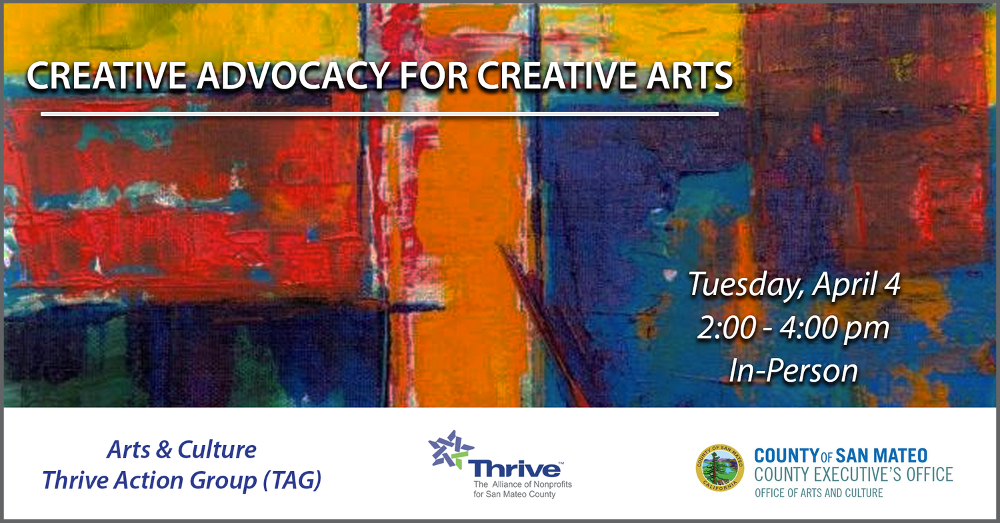 CREATIVE ADVOCACY FOR CREATIVE ARTS
Tuesday, April 4
2:00 - 4:00 pm
In-Person
Arts & Culture
Thrive Action Group (TAG)
Thrive™
The Alliance of Nonprofits
for San Mateo County
COUNTY OF SAN MATEO
CALIFORNIA
COUNTY OF SAN MATEO
COUNTY EXECUTIVE'S OFFICE
OFFICE OF ARTS AND CULTURE